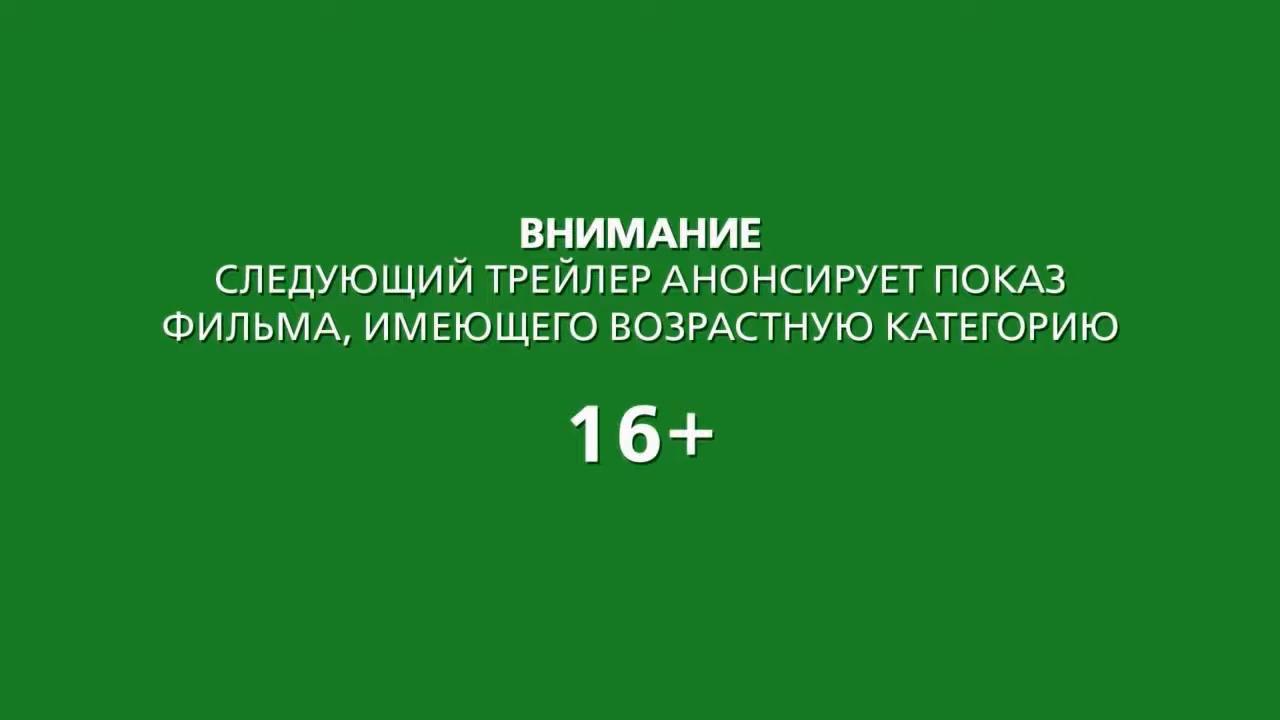 ВНИМАНИЕ
СЛЕДУЮЩИЙ ТРЕЙЛЕР АНОНСИРУЕТ ПОКАЗ
ФИЛЬМА, ИМЕЮЩЕГО ВОЗРАСТНУЮ КАТЕГОРИЮ
16+